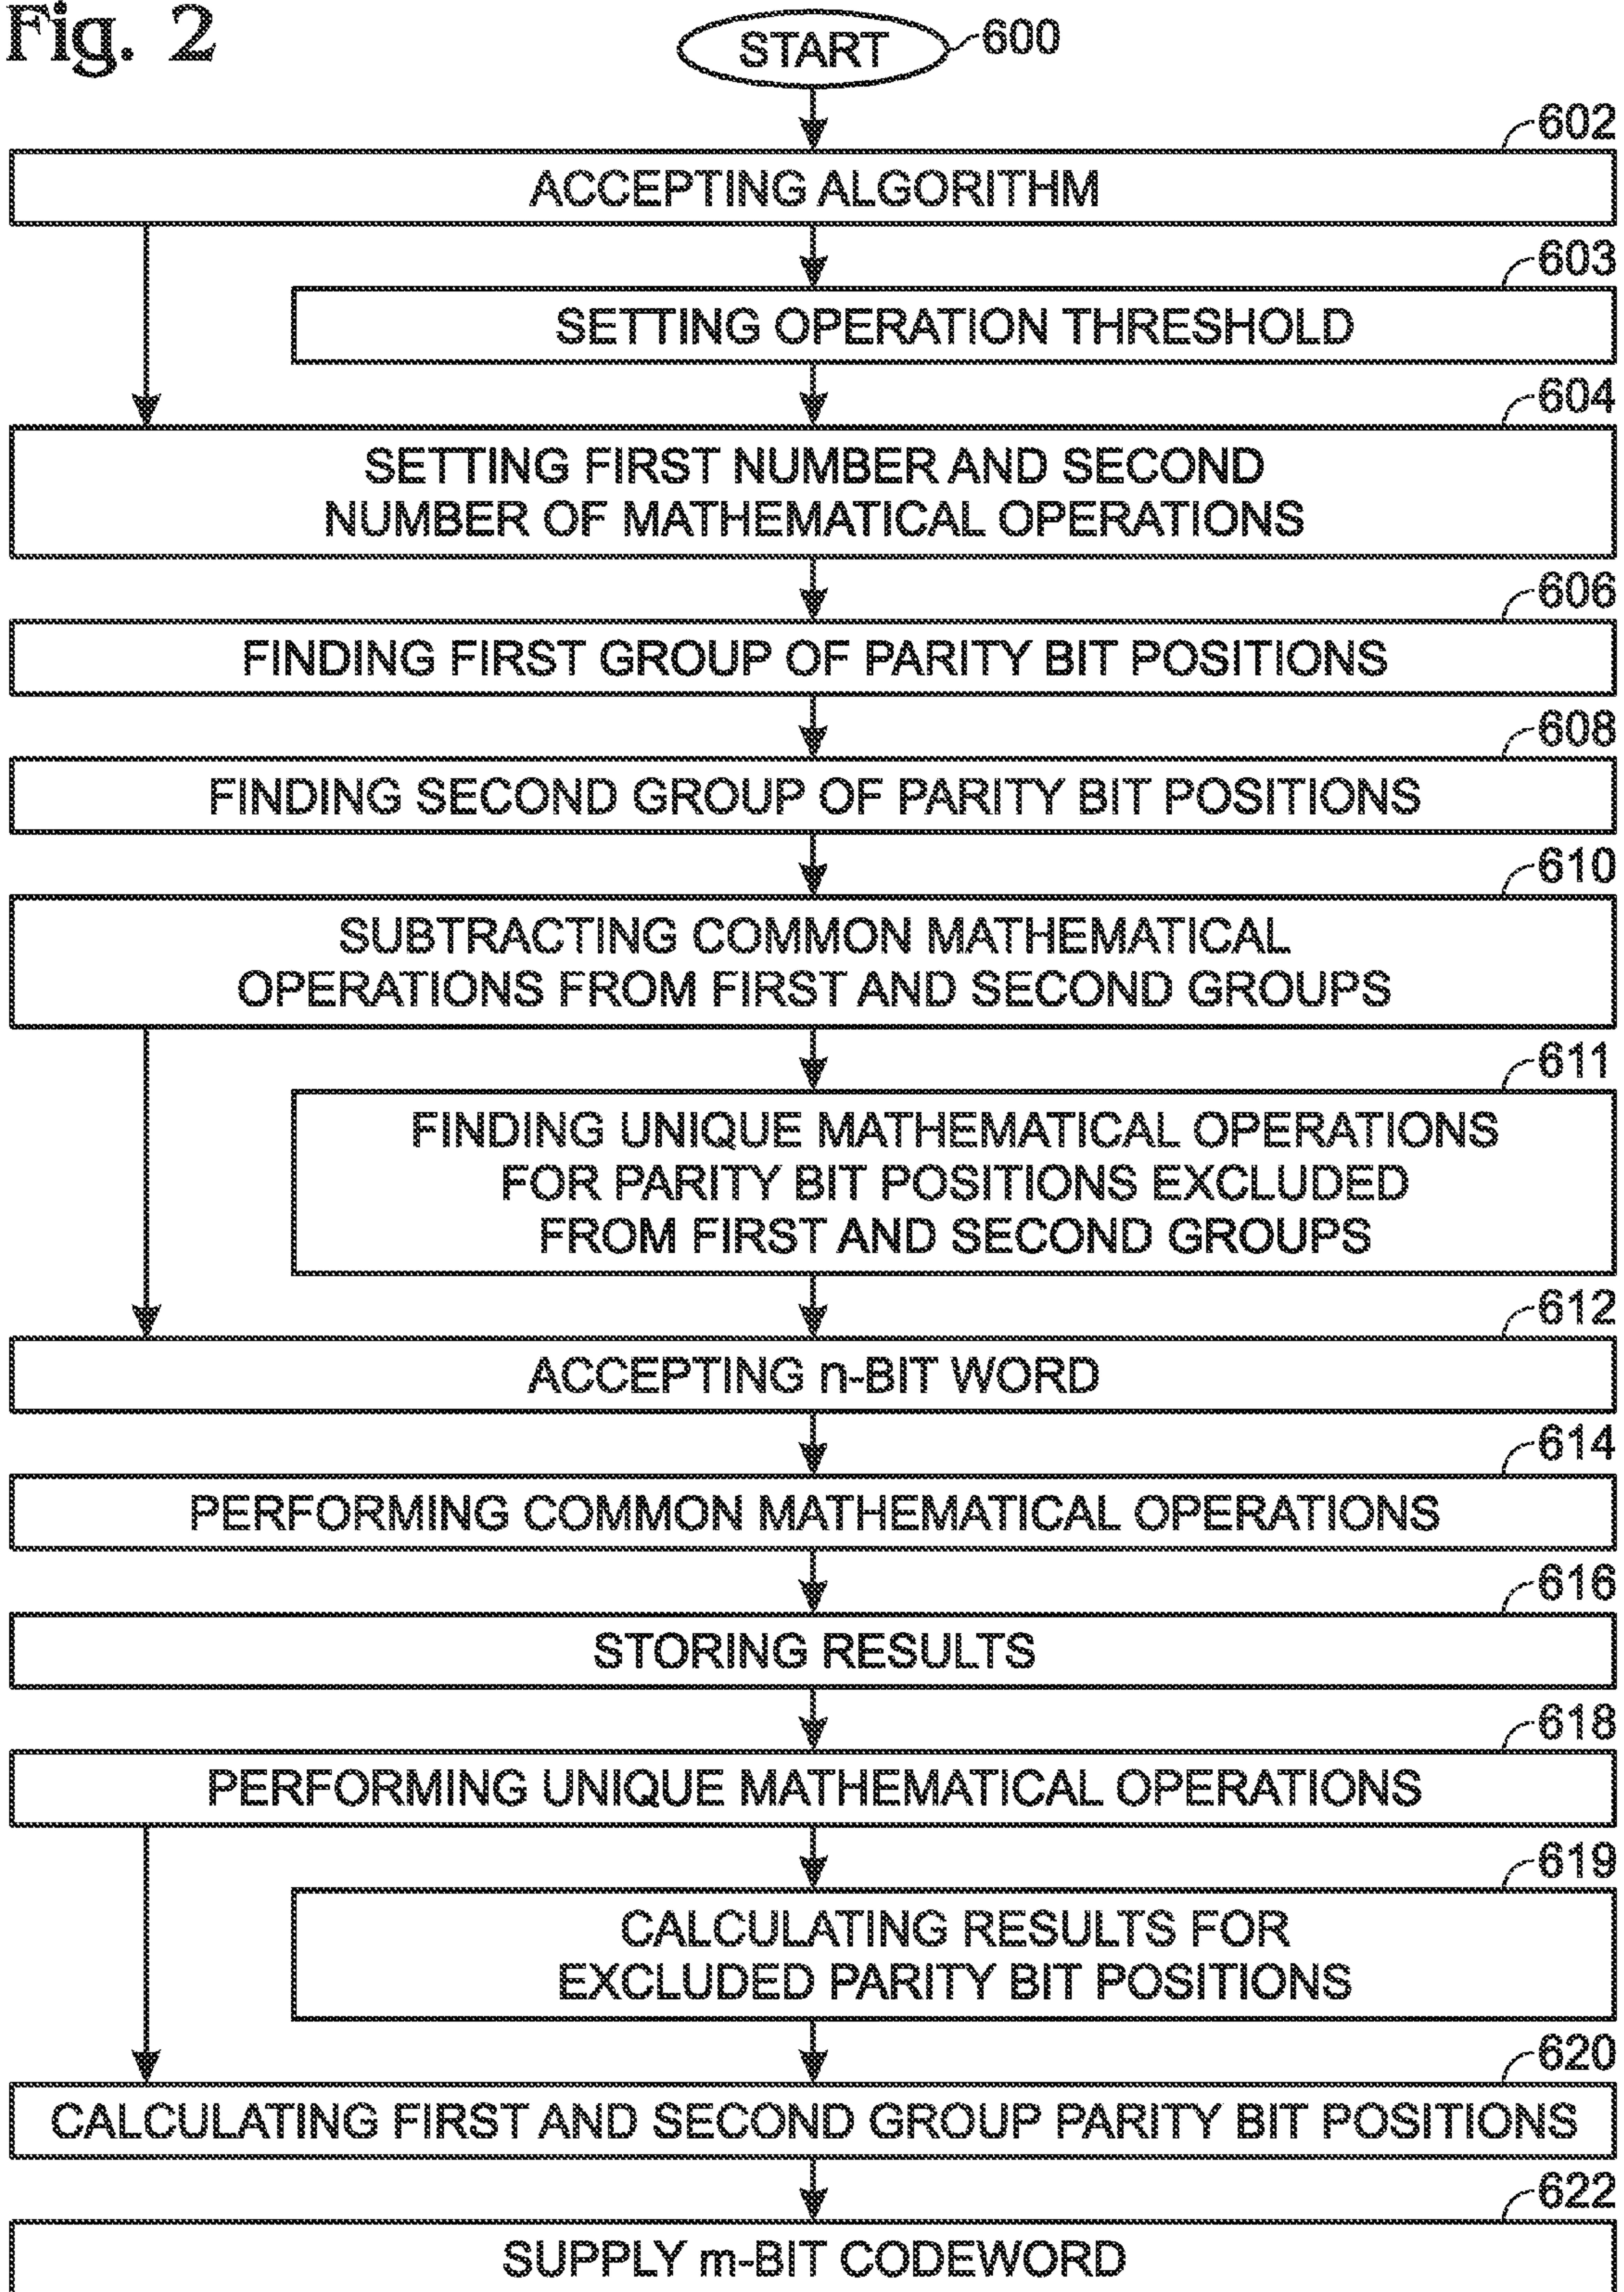 Fig. 2
START
600
602
ACCEPTING ALGORITHM
603
SETTING OPERATION THRESHOLD
604
SETTING FIRST NUMBER AND SECOND
NUMBER OF MATHEMATICAL OPERATIONS
606
FINDING FIRST GROUP OF PARITY BIT POSITIONS
608
FINDING SECOND GROUP OF PARITY BIT POSITIONS
610
SUBTRACTING COMMON MATHEMATICAL
OPERATIONS FROM FIRST AND SECOND GROUPS
611
FINDING UNIQUE MATHEMATICAL OPERATIONS
FOR PARITY BIT POSITIONS EXCLUDED
FROM FIRST AND SECOND GROUPS
612
ACCEPTING n-BIT WORD
614
PERFORMING COMMON MATHEMATICAL OPERATIONS
616
STORING RESULTS
618
PERFORMING UNIQUE MATHEMATICAL OPERATIONS
619
CALCULATING RESULTS FOR
EXCLUDED PARITY BIT POSITIONS
620
CALCULATING FIRST AND SECOND GROUP PARITY BIT POSITIONS
622
SUPPLY m-BIT CODEWORD